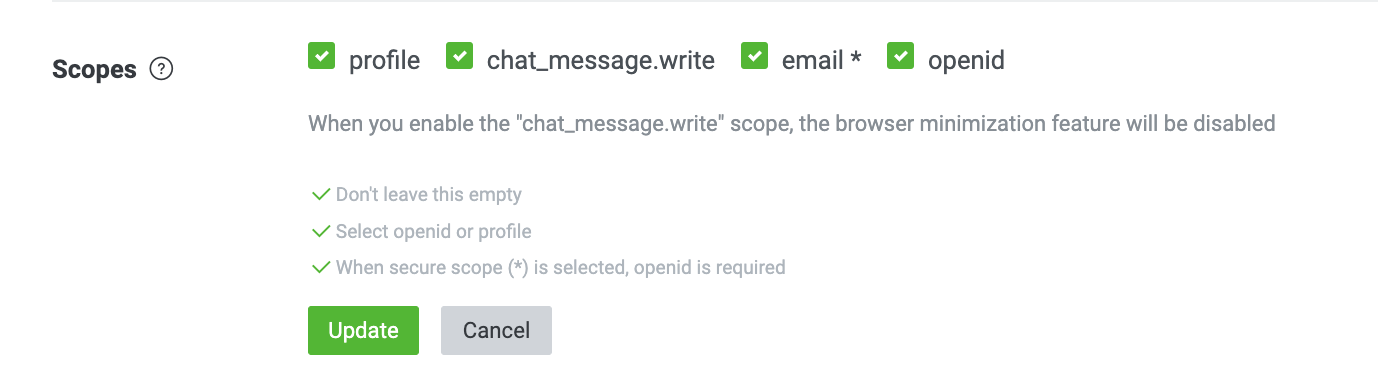 Scopes ?
profile chat_message.write email * openid
When you enable the "chat_message.write" scope, the browser minimization feature will be disabled
Don't leave this empty
Select openid or profile
When secure scope (*) is selected, openid is required
Update Cancel